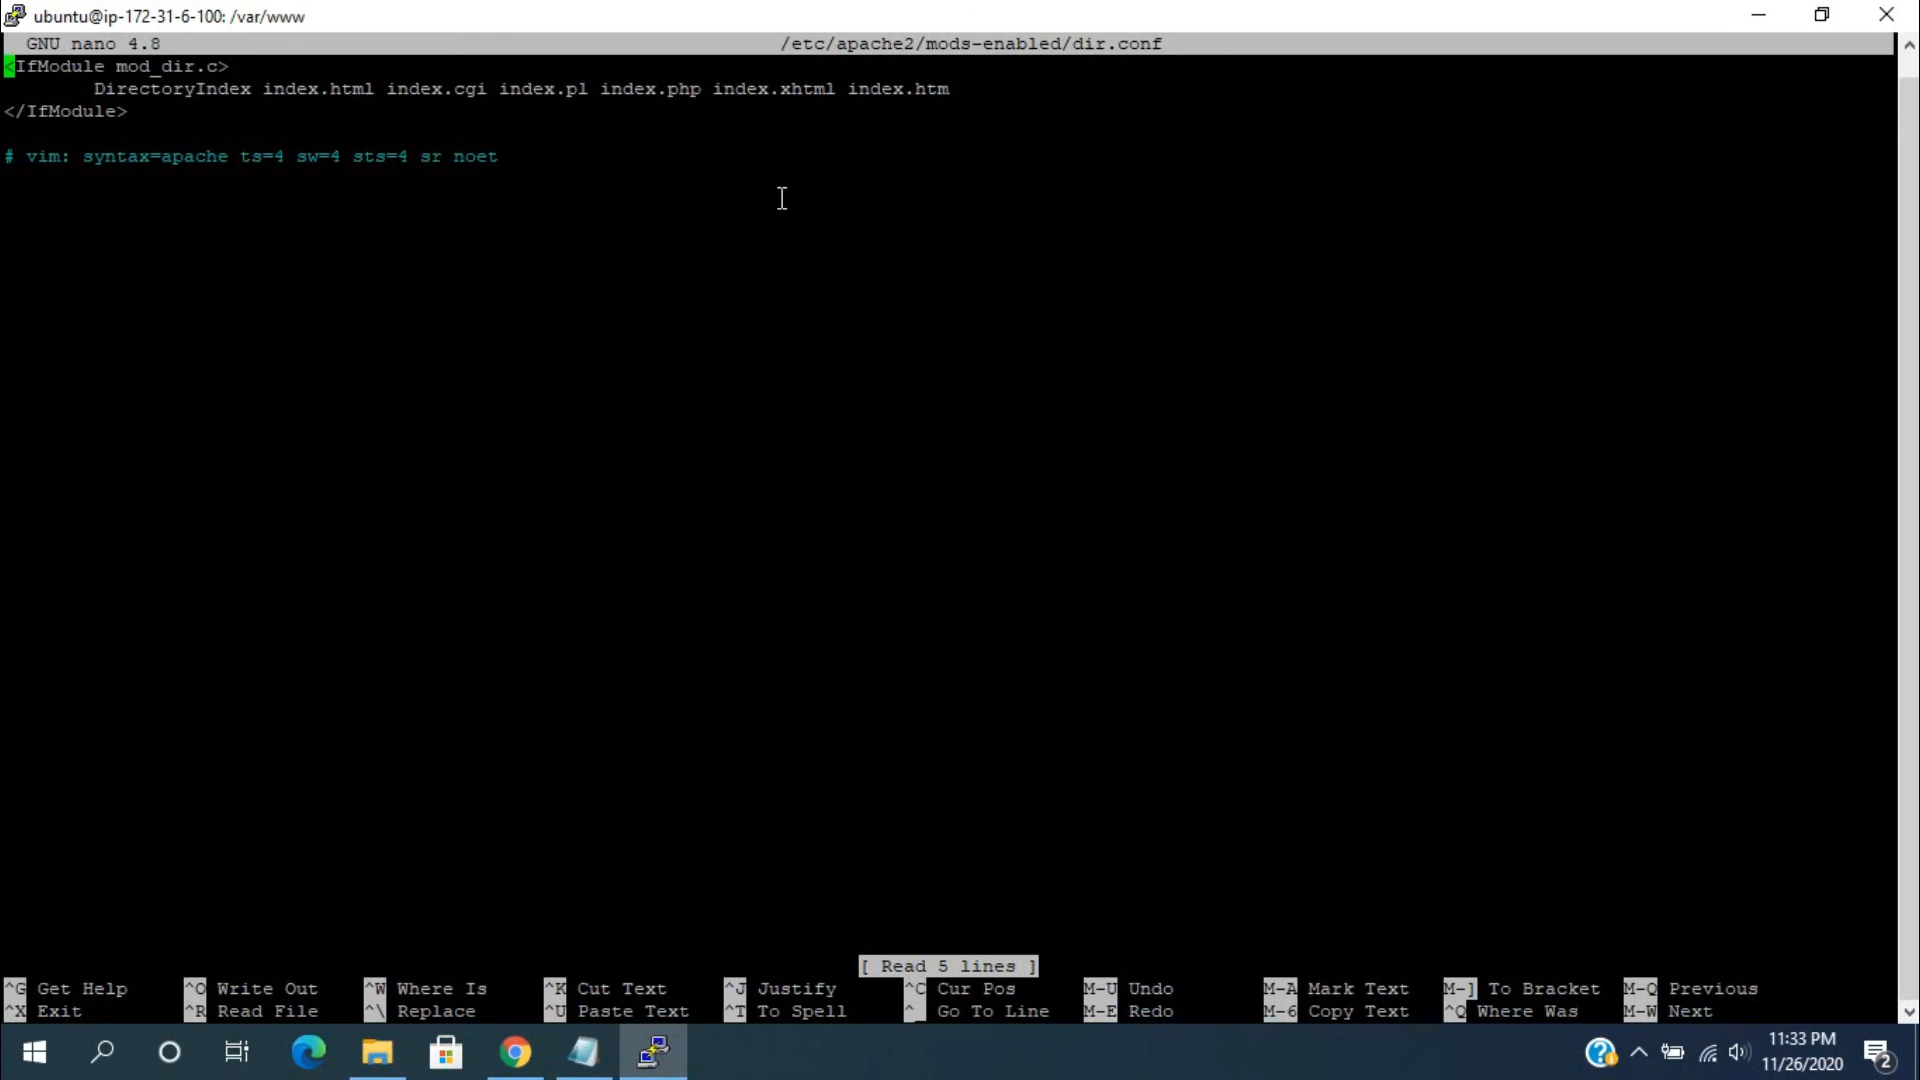 ubuntu@ip-172-31-6-100: /var/www
GNU nano 4.8 /etc/apache2/mods-enabled/dir.conf
<IfModule mod_dir.c>
DirectoryIndex index.html index.cgi index.pl index.php index.xhtml index.htm
</IfModule>
# vim: syntax=apache ts=4 sw=4 sts=4 sr noet
[ Read 5 lines ]
^G Get Help ^O Write Out ^W Where Is ^K Cut Text ^J Justify ^C Cur Pos M-U Undo M-A Mark Text M-] To Bracket M-Q Previous
^X Exit ^R Read File ^\ Replace ^U Paste Text ^T To Spell ^_ Go To Line M-E Redo M-6 Copy Text ^Q Where Was M-W Next
11:33 PM
11/26/2020
2